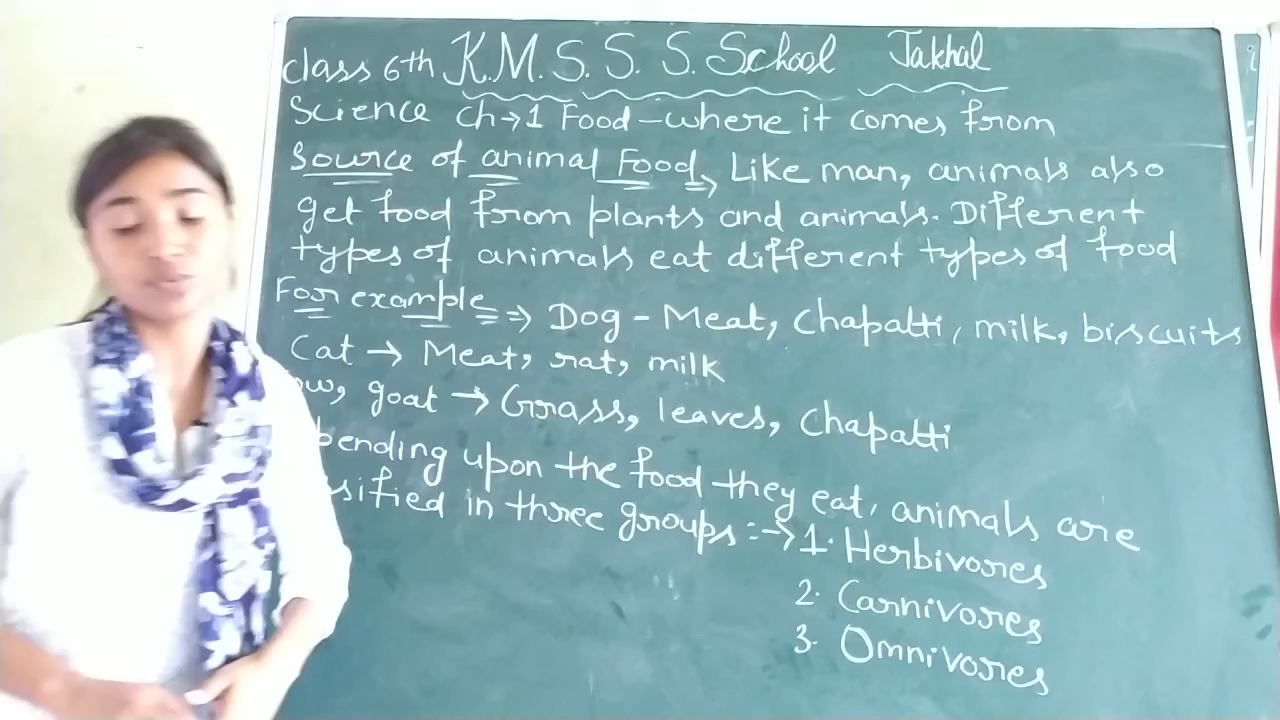 class 6th K.M. S. S. S. School Jakhal
Science ch→1 Food – where it comes from
Source of animal Food → Like man, animals also
get food from plants and animals. Different
types of animals eat different types of food
For example ⇒ Dog – Meat, Chapatti, milk, biscuits
Cat → Meat, rat, milk
ow, goat → Grass, leaves, Chapatti
pending upon the food they eat, animals are
sified in three groups :→ 1. Herbivores
2. Carnivores
3. Omnivores